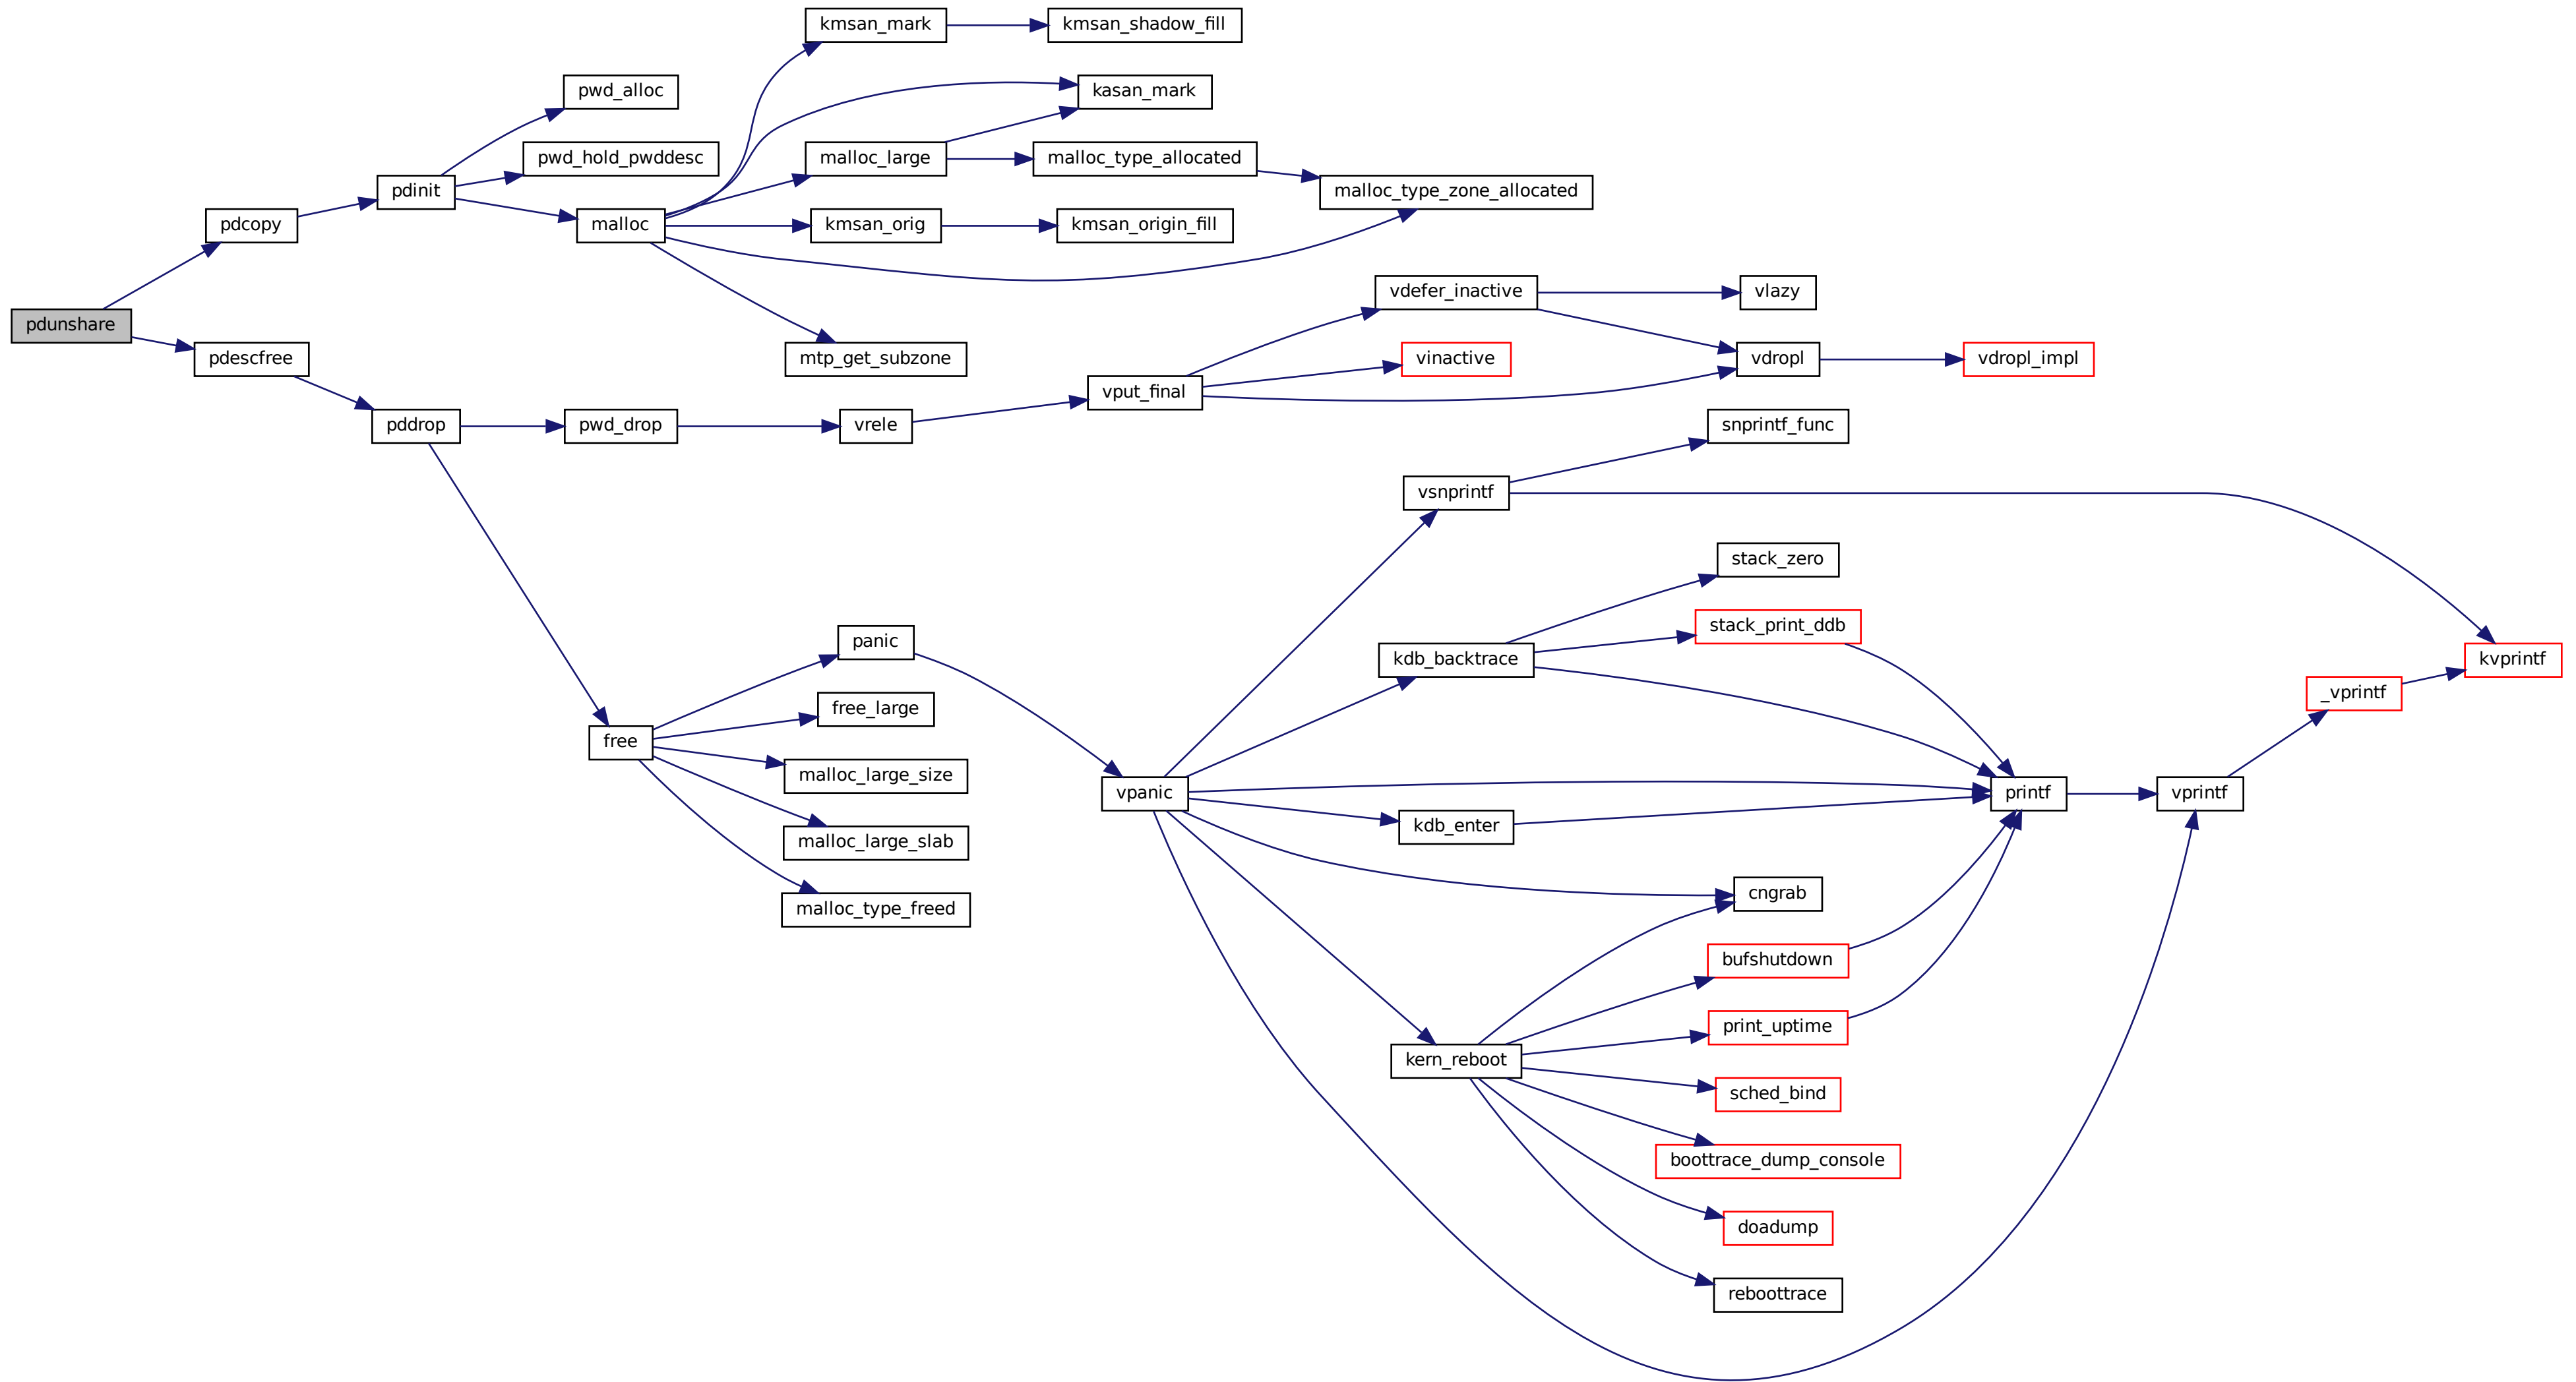 kmsan_mark
kmsan_shadow_fill
pwd_alloc
kasan_mark
pwd_hold_pwddesc
malloc_large
malloc_type_allocated
pdinit
malloc_type_zone_allocated
pdcopy
malloc
kmsan_orig
kmsan_origin_fill
vdefer_inactive
vlazy
pdunshare
pdescfree
mtp_get_subzone
vinactive
vdropl
vdropl_impl
vput_final
pddrop
pwd_drop
vrele
snprintf_func
vsnprintf
stack_zero
stack_print_ddb
panic
kdb_backtrace
kvprintf
_vprintf
free_large
free
malloc_large_size
vpanic
printf
vprintf
kdb_enter
malloc_large_slab
cngrab
malloc_type_freed
bufshutdown
print_uptime
kern_reboot
sched_bind
boottrace_dump_console
doadump
reboottrace